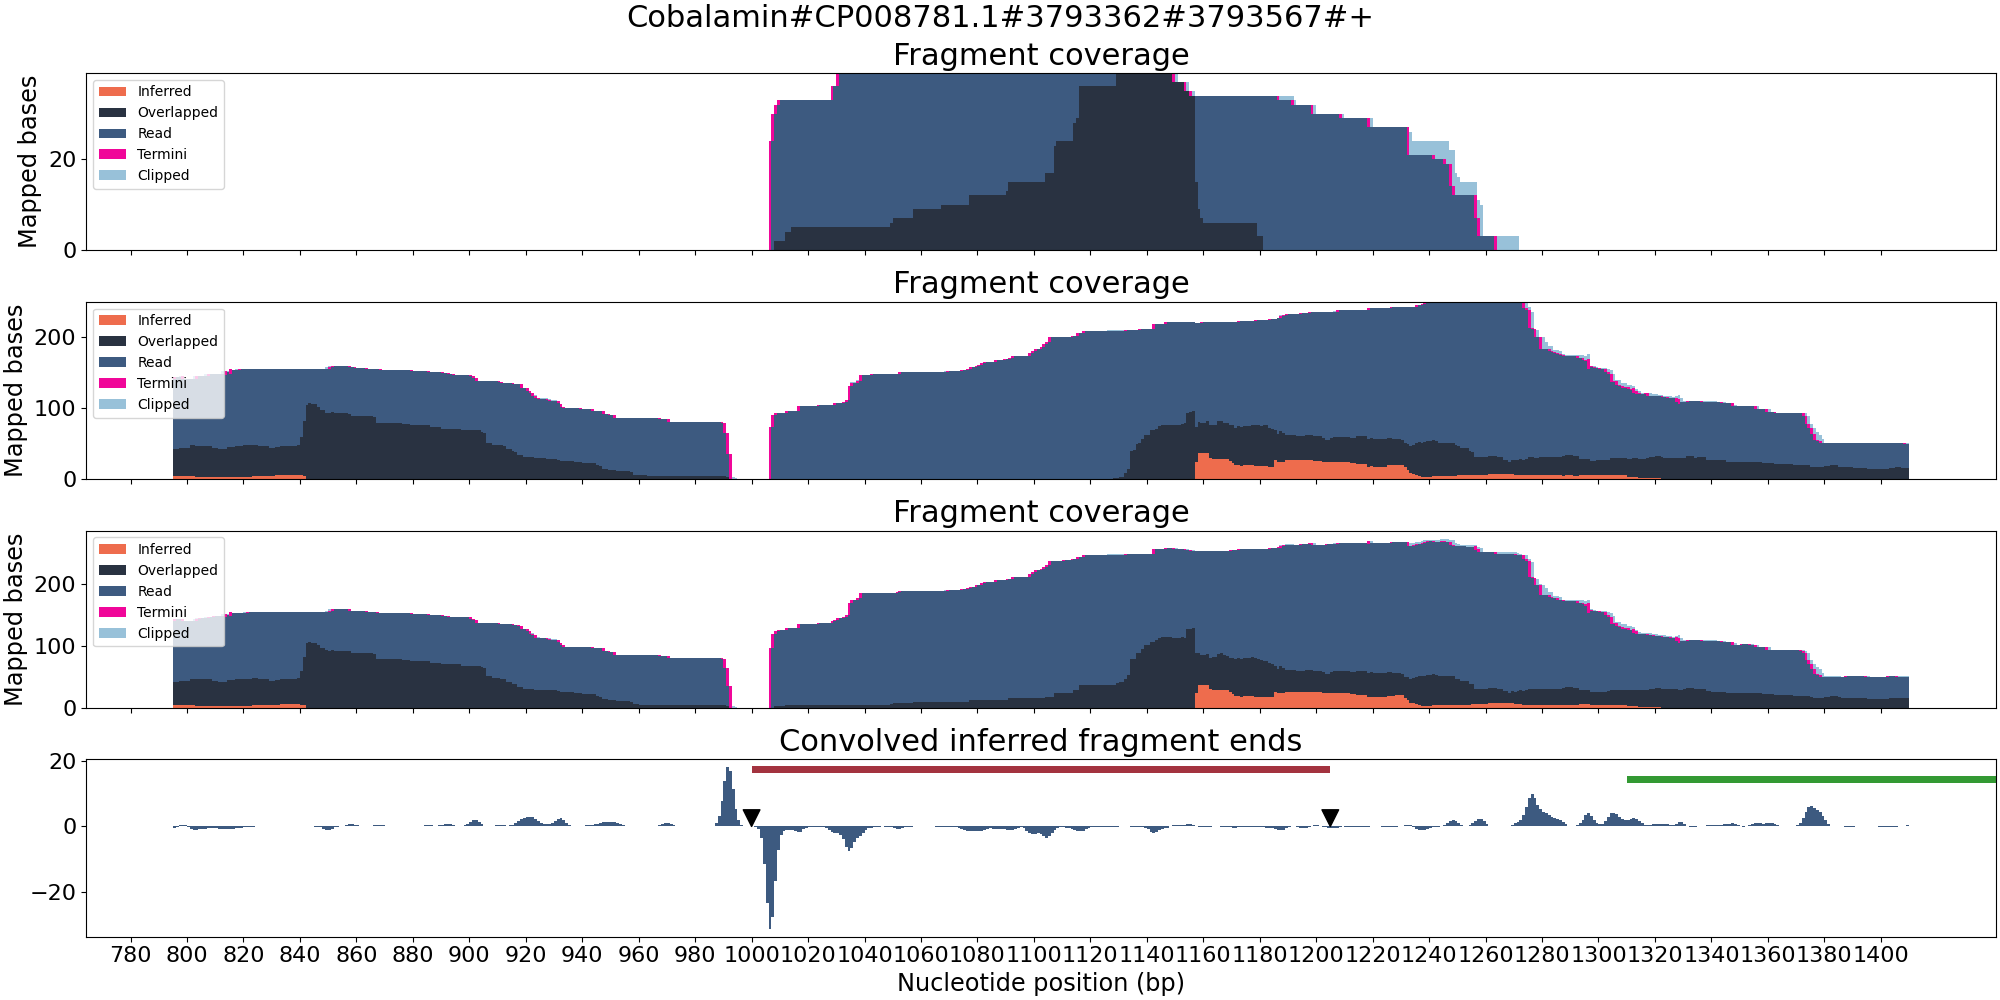 Cobalamin#CP008781.1#3793362#3793567#+
Fragment coverage
Mapped bases
20
0
Inferred
Overlapped
Read
Termini
Clipped
Fragment coverage
Mapped bases
200
100
0
Inferred
Overlapped
Read
Termini
Clipped
Fragment coverage
Mapped bases
200
100
0
Inferred
Overlapped
Read
Termini
Clipped
Convolved inferred fragment ends
20
0
−20
780 800 820 840 860 880 900 920 940 960 980 1000 1020 1040 1060 1080 1100 1120 1140 1160 1180 1200 1220 1240 1260 1280 1300 1320 1340 1360 1380 1400
Nucleotide position (bp)